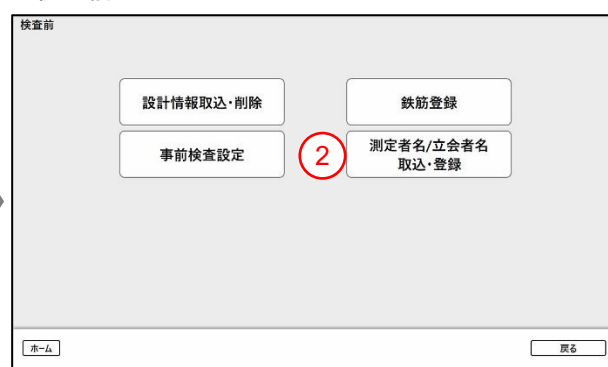 検査前
設計情報取込・削除
鉄筋登録
事前検査設定
2
測定者名/立会者名
取込・登録
ホーム
戻る